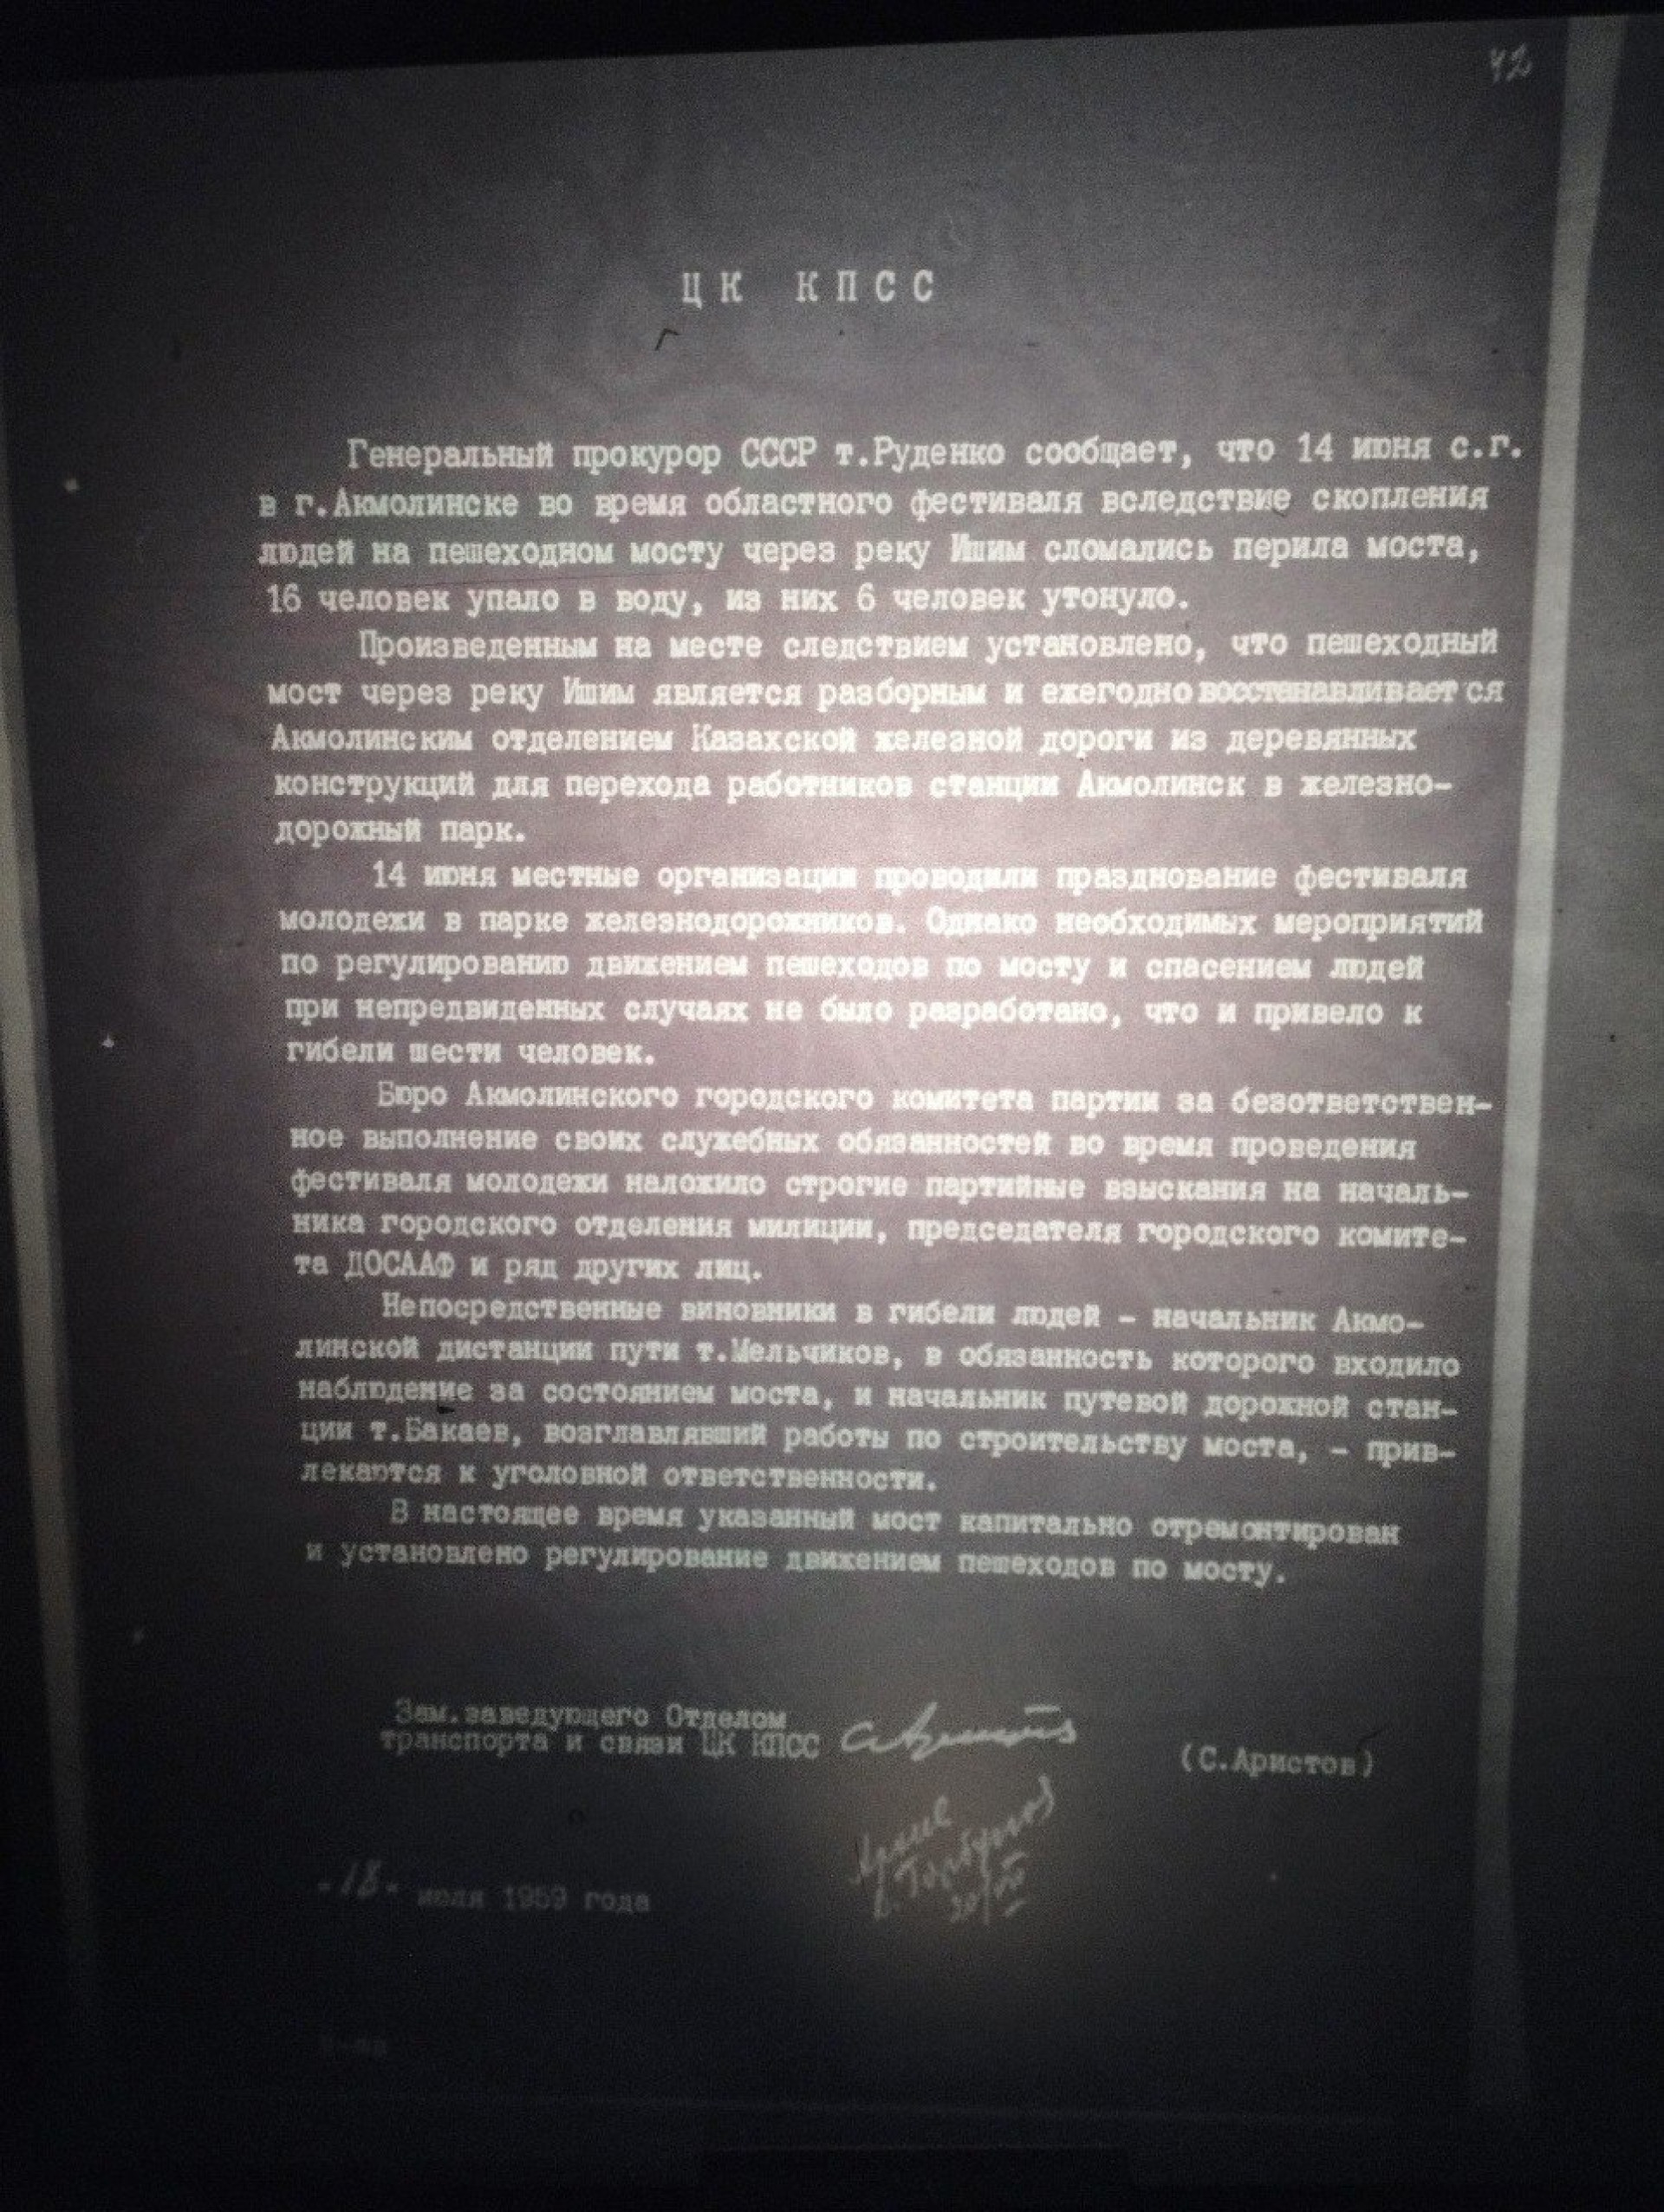 42
ЦК КПСС
Генеральный прокурор СССР т.Руденко сообщает, что 14 июня с.г.
в г.Акмолинске во время областного фестиваля вследствие скопления
людей на пешеходном мосту через реку Ишим сломались перила моста,
16 человек упало в воду, из них 6 человек утонуло.
Произведенным на месте следствием установлено, что пешеходный
мост через реку Ишим является разборным и ежегодно восстанавливается
Акмолинским отделением Казахской железной дороги из деревянных
конструкций для перехода работников станции Акмолинск в железно-
дорожный парк.
14 июня местные организации проводили празднование фестиваля
молодежи в парке железнодорожников. Однако необходимых мероприятий
по регулированию движением пешеходов по мосту и спасением людей
при непредвиденных случаях не было разработано, что и привело к
гибели шести человек.
Бюро Акмолинского городского комитета партии за безответствен-
ное выполнение своих служебных обязанностей во время проведения
фестиваля молодежи наложило строгие партийные взыскания на началь-
ника городского отделения милиции, председателя городского комите-
та ДОСААФ и ряд других лиц.
Непосредственные виновники в гибели людей - начальник Акмо-
линской дистанции пути т.Мельчиков, в обязанность которого входило
наблюдение за состоянием моста, и начальник путевой дорожной стан-
ции т.Бакаев, возглавлявший работы по строительству моста, - прив-
лекаются к уголовной ответственности.
В настоящее время указанный мост капитально отремонтирован
и установлено регулирование движением пешеходов по мосту.
Зам.заведующего Отделом
транспорта и связи ЦК КПСС
(С.Аристов)
"18" июля 1959 года